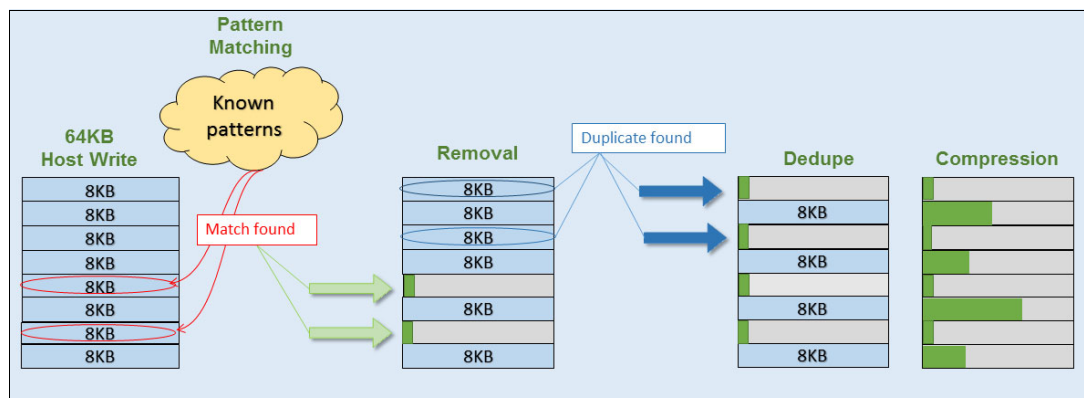 Pattern
Matching
Known
patterns
64KB
Host Write
8KB
8KB
8KB
8KB
8KB
8KB
8KB
8KB
Match found
Removal
8KB
8KB
8KB
8KB
8KB
8KB
Duplicate found
Dedupe
8KB
8KB
8KB
8KB
Compression